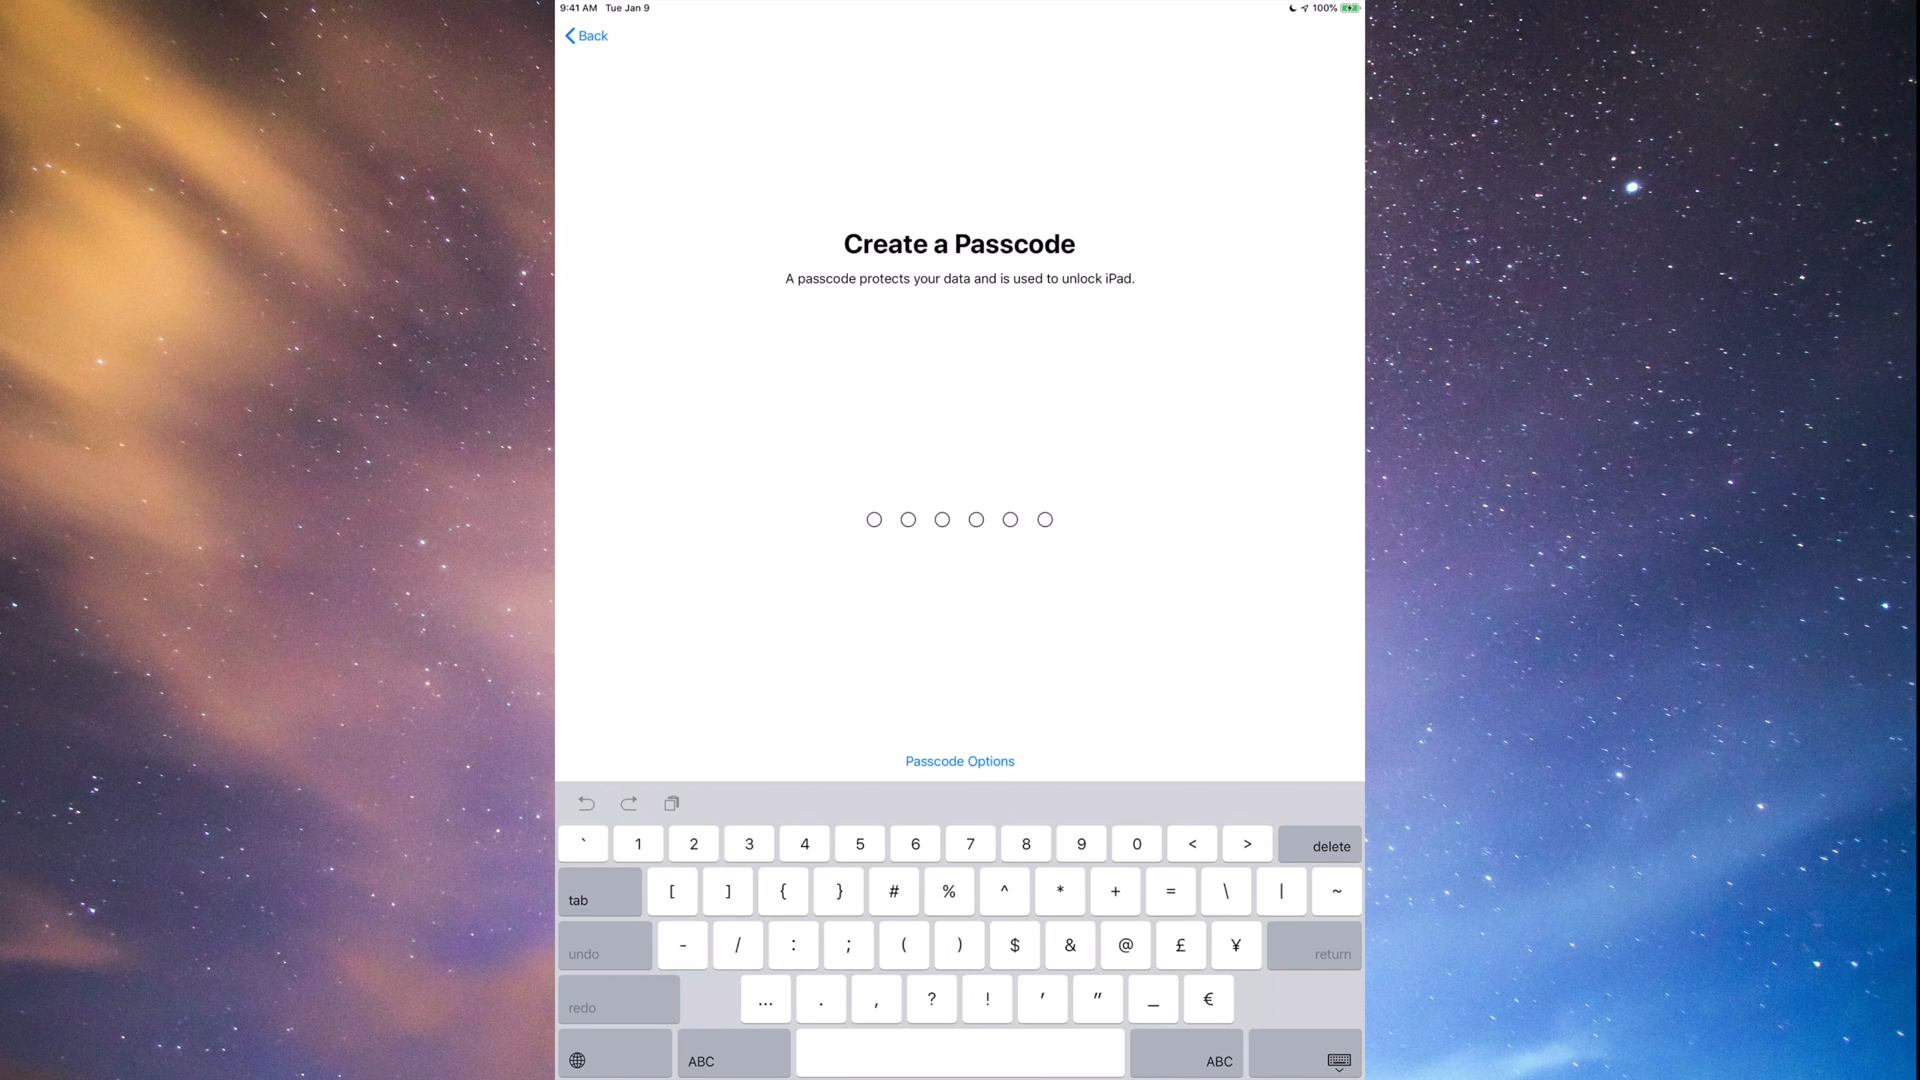 9:41 AM Tue Jan 9 100%
Back
Create a Passcode
A passcode protects your data and is used to unlock iPad.
Passcode Options
` 1 2 3 4 5 6 7 8 9 0 < > delete
tab [ ] { } # % ^ * + = \ | ~
undo - / : ; ( ) $ & @ £ ¥ return
redo … . , ? ! ' " _ €
ABC ABC